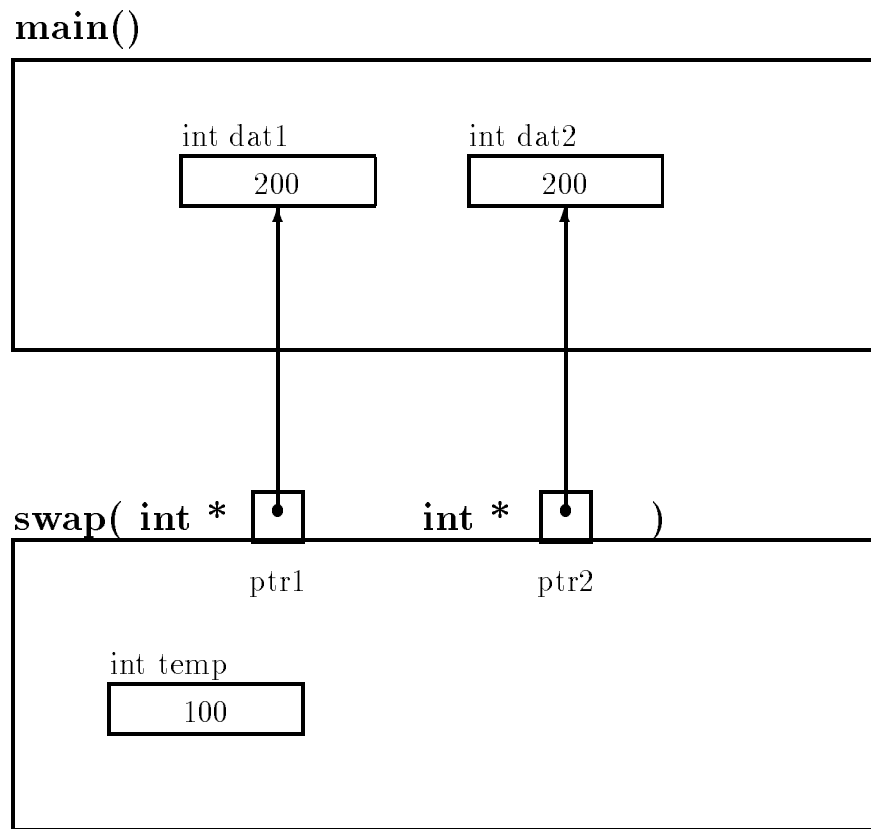 main()
int dat1 int dat2
200 200
swap( int * int * )
ptr1 ptr2
int temp
100